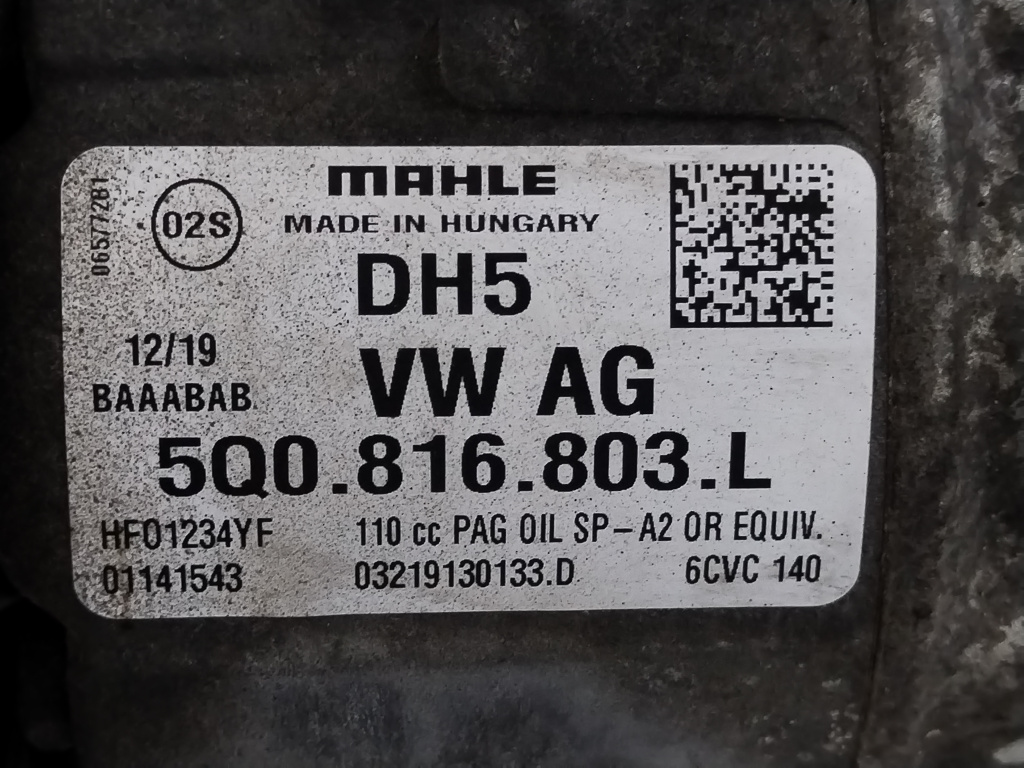 06577281
02S
MAHLE
MADE IN HUNGARY
DH5
12/19
BAAABAB
VW AG
5Q0.816.803.L
HFO1234YF
110 cc PAG OIL SP-A2 OR EQUIV.
01141543
03219130133.D
6CVC 140